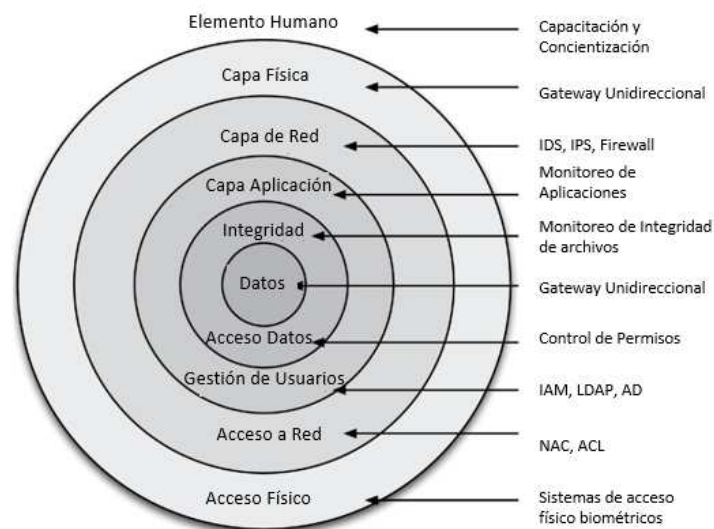 Elemento Humano
Capacitación y
Concientización
Capa Física
Gateway Unidireccional
Capa de Red
IDS, IPS, Firewall
Capa Aplicación
Monitoreo de
Aplicaciones
Integridad
Monitoreo de Integridad
de archivos
Datos
Gateway Unidireccional
Acceso Datos
Control de Permisos
Gestión de Usuarios
IAM, LDAP, AD
Acceso a Red
NAC, ACL
Acceso Físico
Sistemas de acceso
físico biométricos